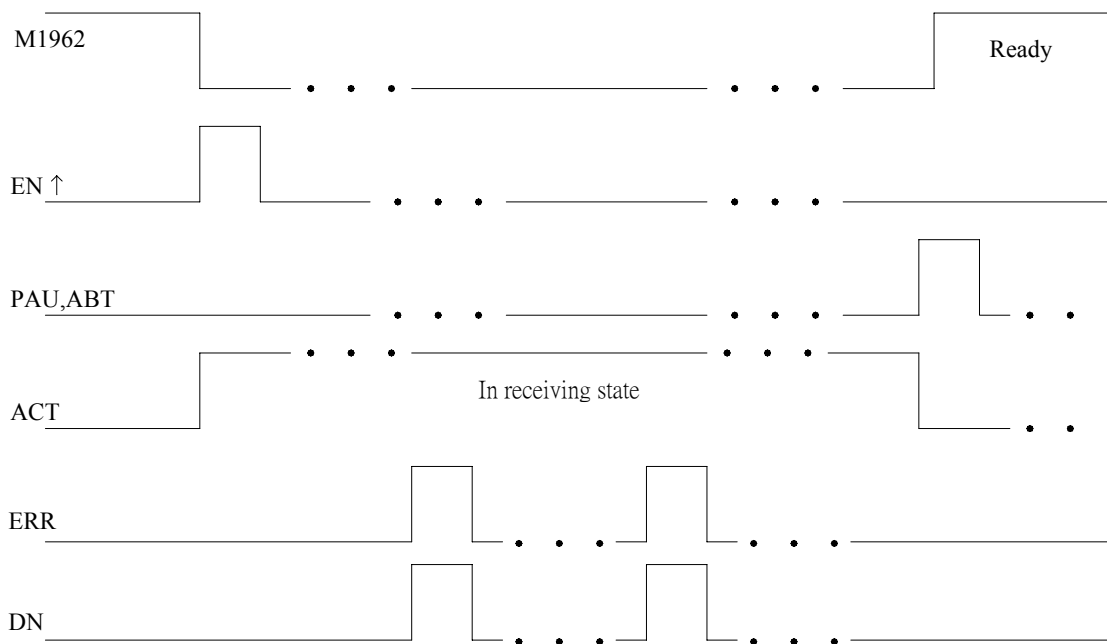 M1962
Ready
EN ↑
PAU,ABT
In receiving state
ACT
ERR
DN